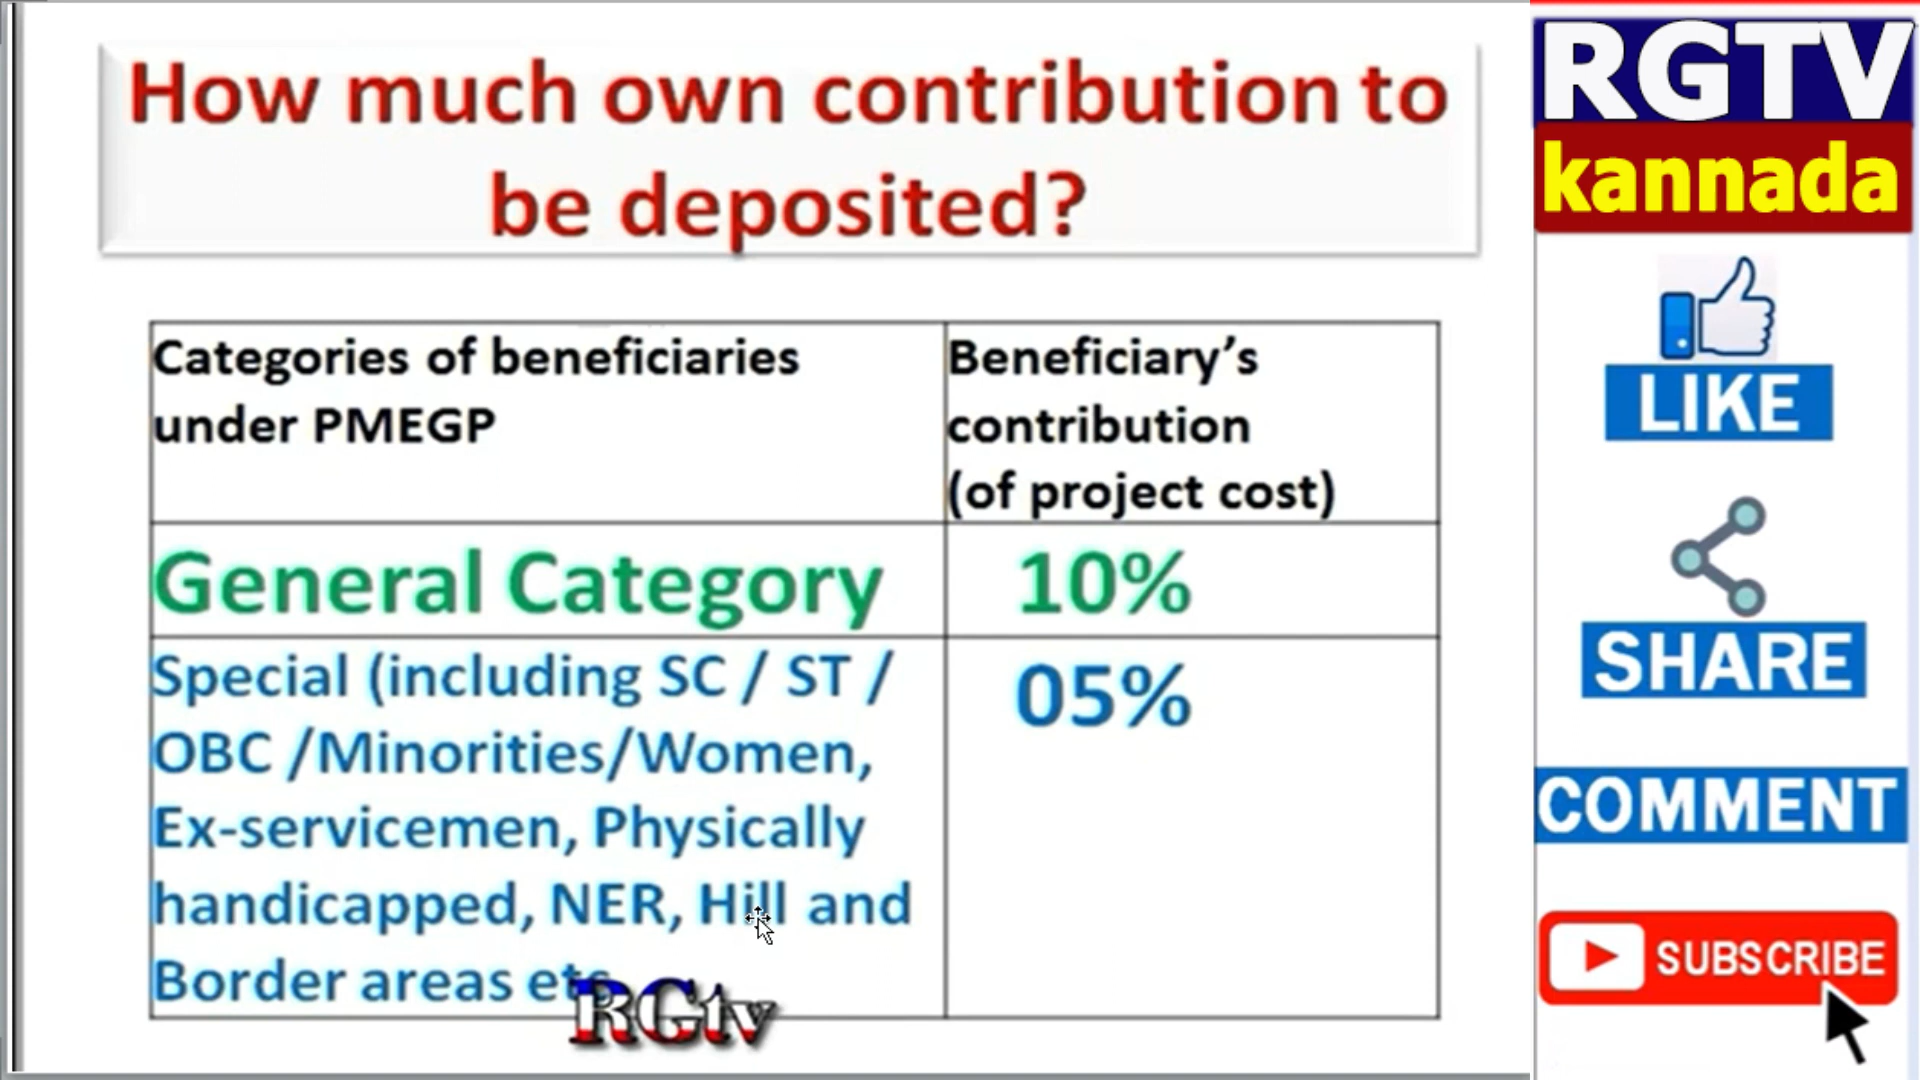 How much own contribution to
be deposited?
Categories of beneficiaries
under PMEGP
Beneficiary’s
contribution
(of project cost)
General Category
10%
Special (including SC / ST /
OBC /Minorities/Women,
Ex-servicemen, Physically
handicapped, NER, Hill and
Border areas etc
05%
RGtv
RGTV
kannada
LIKE
SHARE
COMMENT
SUBSCRIBE